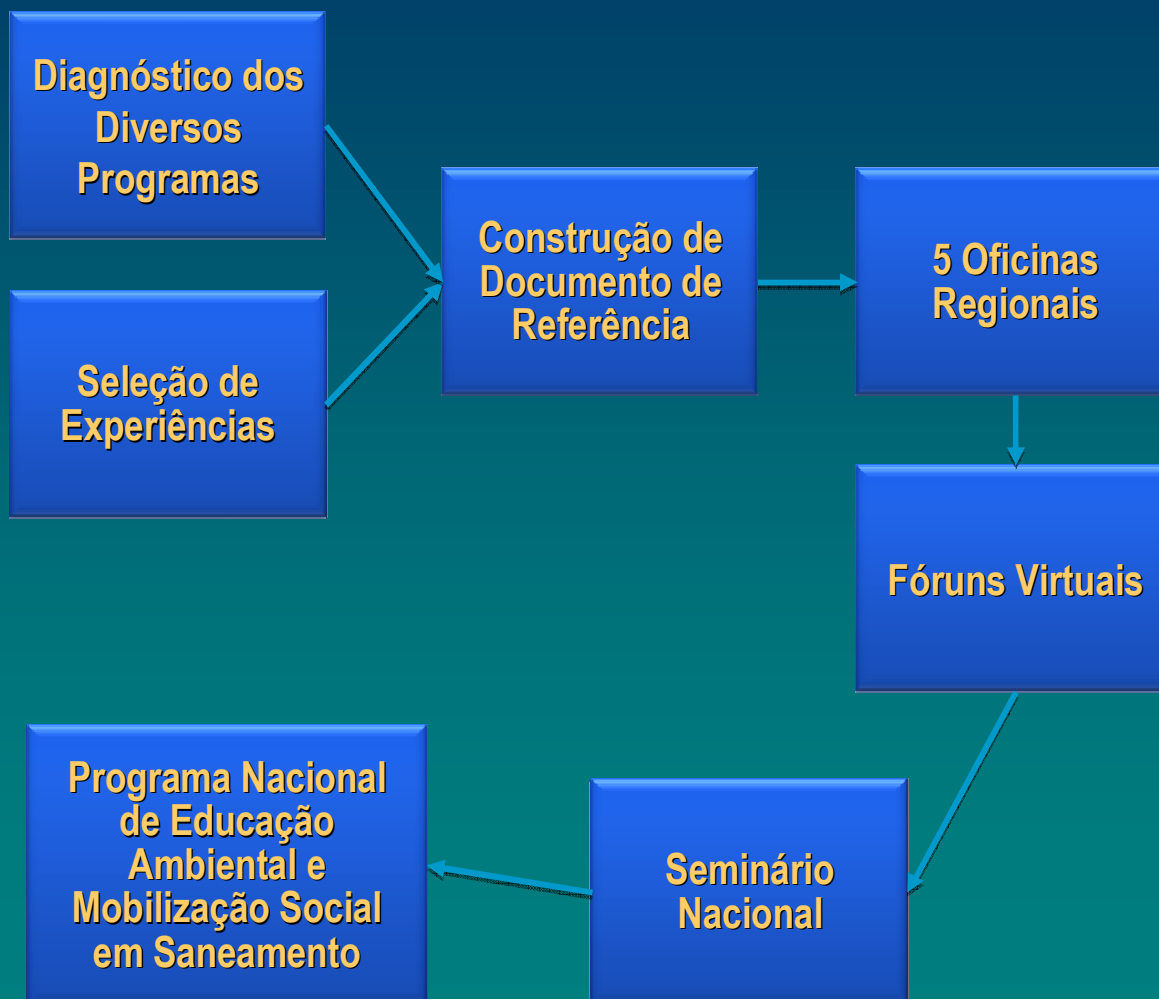 Diagnóstico dos
Diversos
Programas
Seleção de
Experiências
Construção de
Documento de
Referência
5 Oficinas
Regionais
Fóruns Virtuais
Seminário
Nacional
Programa Nacional
de Educação
Ambiental e
Mobilização Social
em Saneamento